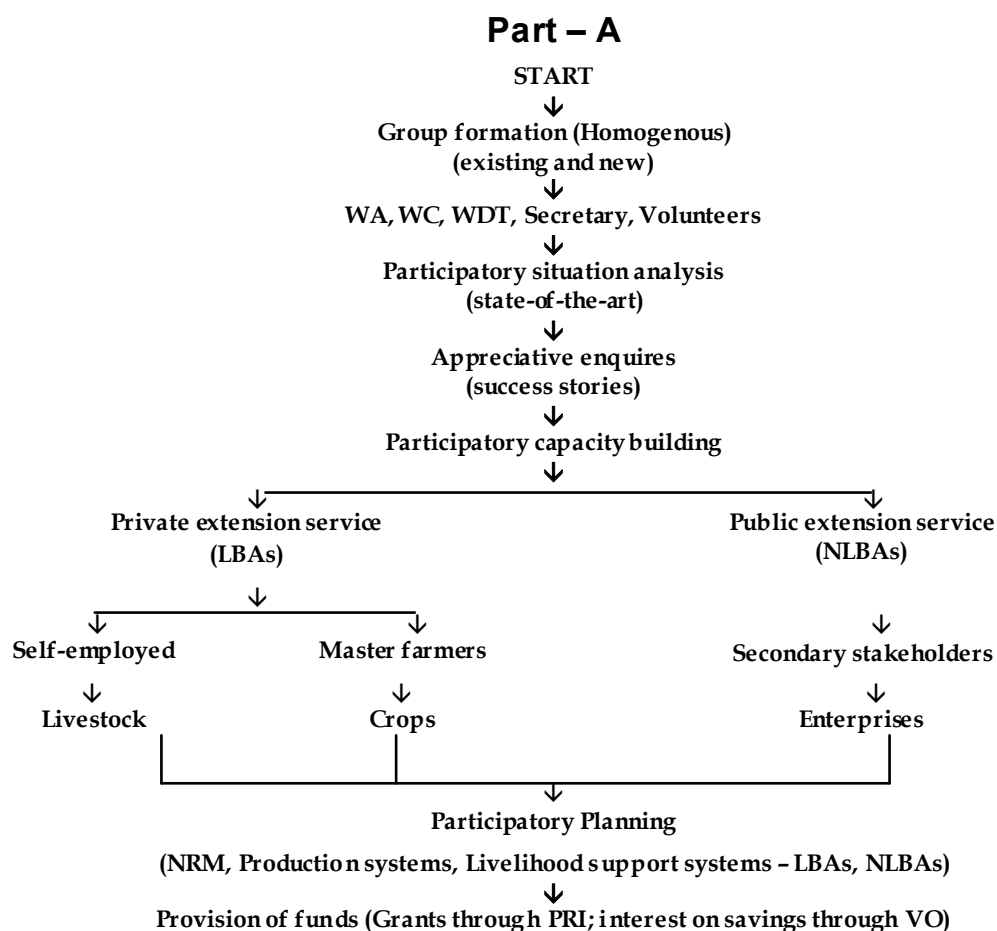 Part – A
START
Group formation (Homogenous)
(existing and new)
WA, WC, WDT, Secretary, Volunteers
Participatory situation analysis
(state-of-the-art)
Appreciative enquires
(success stories)
Participatory capacity building
Private extension service
(LBAs)
Public extension service
(NLBAs)
Self-employed
Master farmers
Secondary stakeholders
Livestock
Crops
Enterprises
Participatory Planning
(NRM, Production systems, Livelihood support systems – LBAs, NLBAs)
Provision of funds (Grants through PRI; interest on savings through VO)